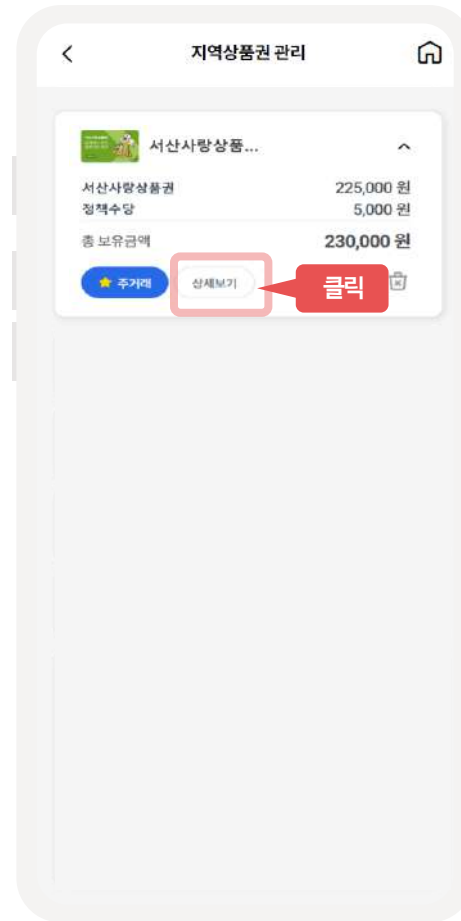 지역상품권 관리
서산사랑상품...
서산사랑상품권 225,000 원
정책수당 5,000 원
총 보유금액 230,000 원
주거래 상세보기 클릭